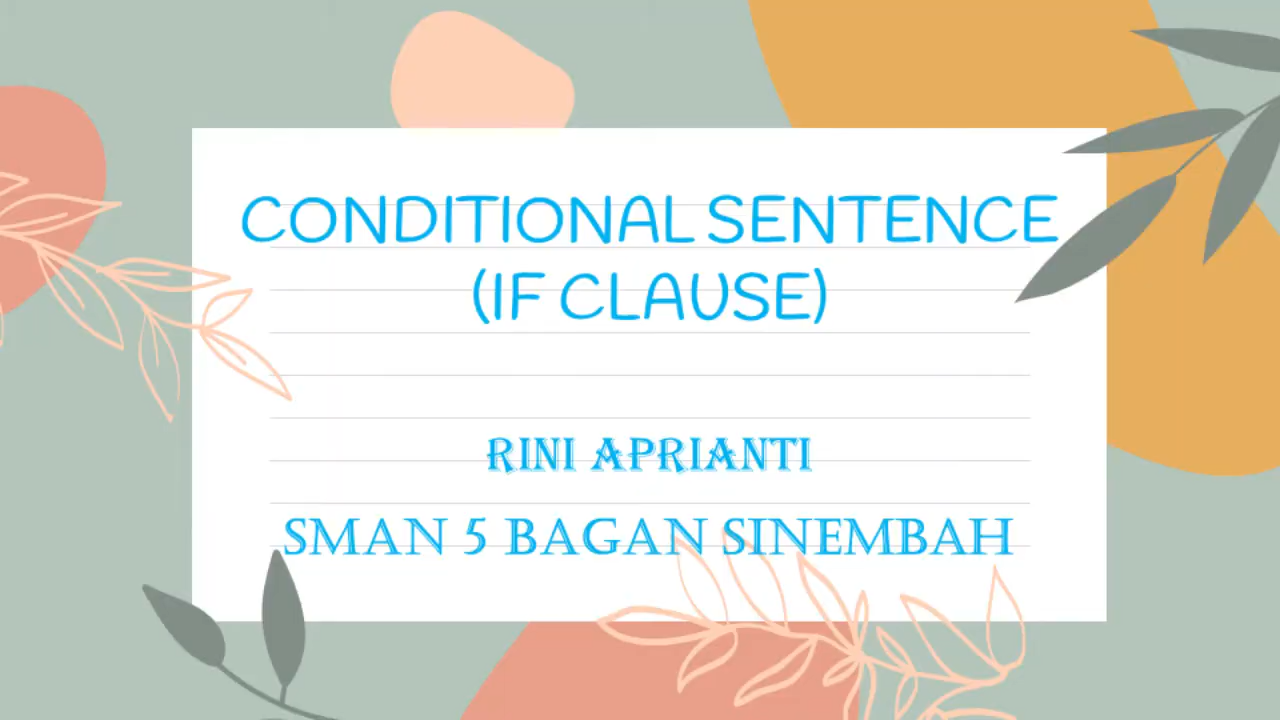 CONDITIONAL SENTENCE
(IF CLAUSE)
RINI APRIANTI
SMAN 5 BAGAN SINEMBAH